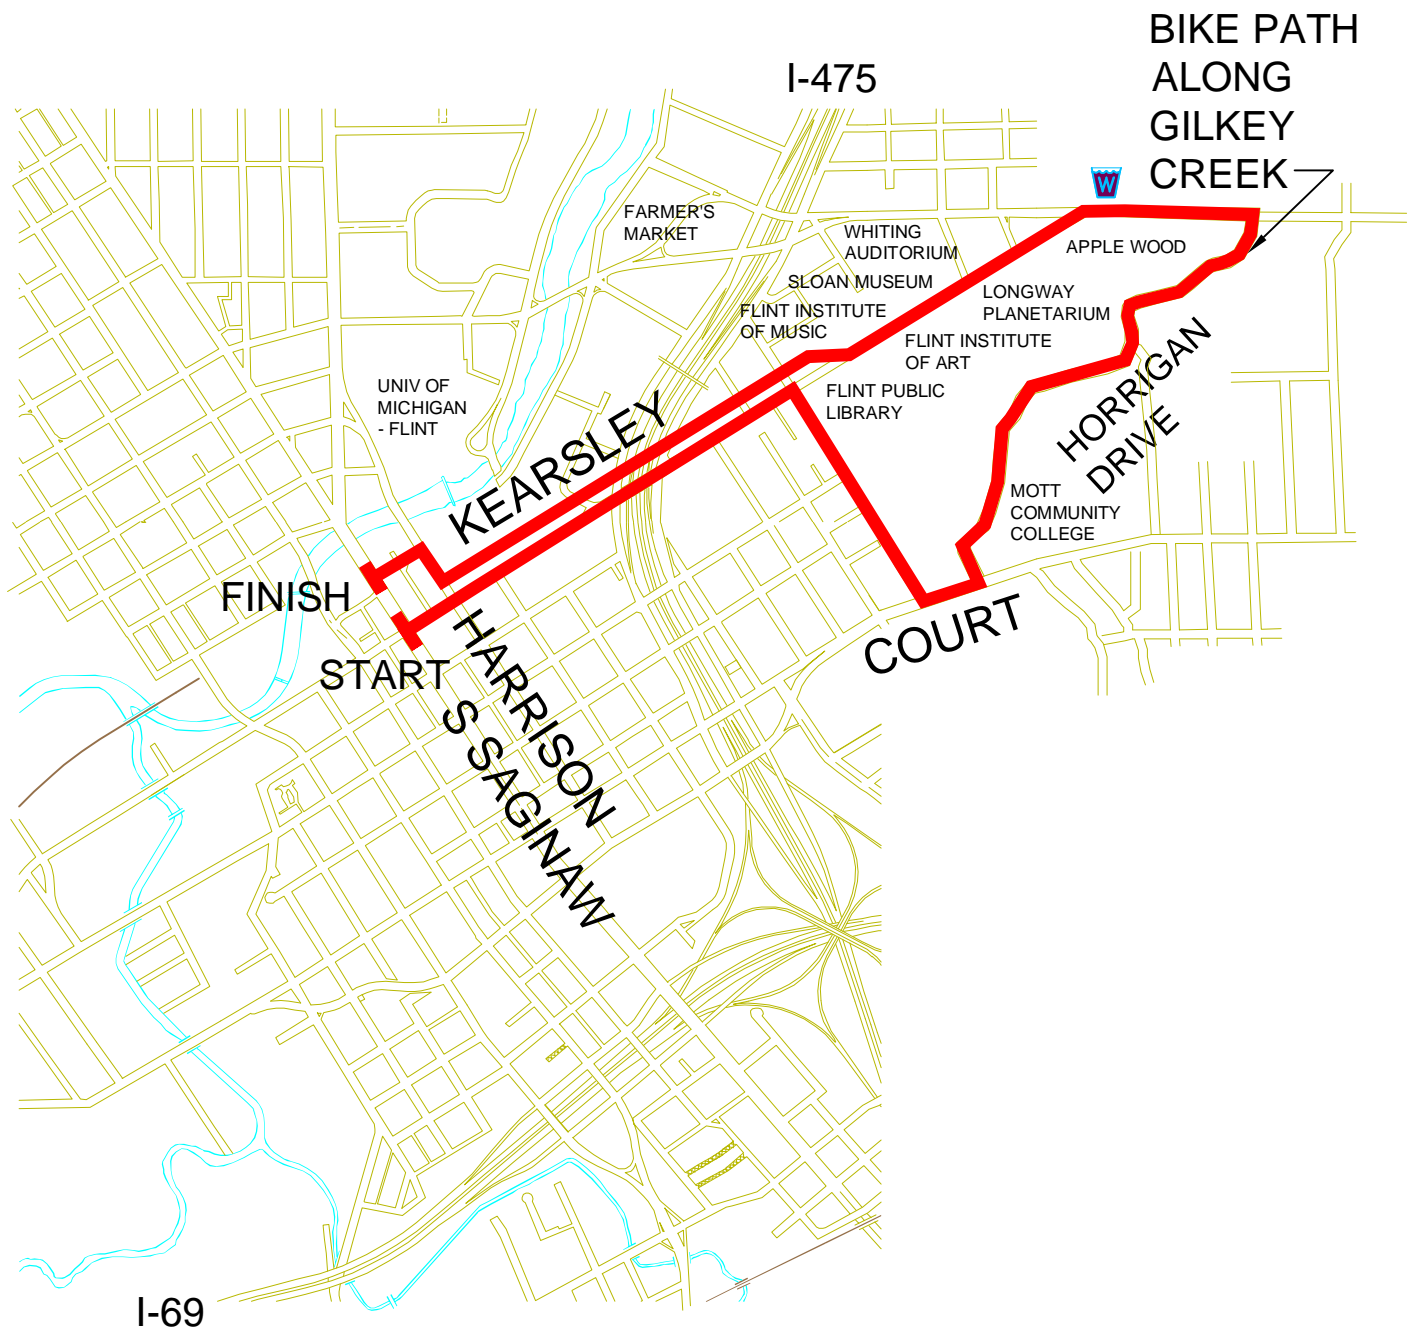 BIKE PATH
ALONG
GILKEY
CREEK
I-475
W
FARMER'S
MARKET
WHITING
AUDITORIUM
APPLE WOOD
SLOAN MUSEUM
LONGWAY
PLANETARIUM
FLINT INSTITUTE
OF MUSIC
FLINT INSTITUTE
OF ART
HORRIGAN
DRIVE
UNIV OF
MICHIGAN
- FLINT
FLINT PUBLIC
LIBRARY
KEARSLEY
MOTT
COMMUNITY
COLLEGE
FINISH
START
COURT
HARRISON
S SAGINAW
I-69